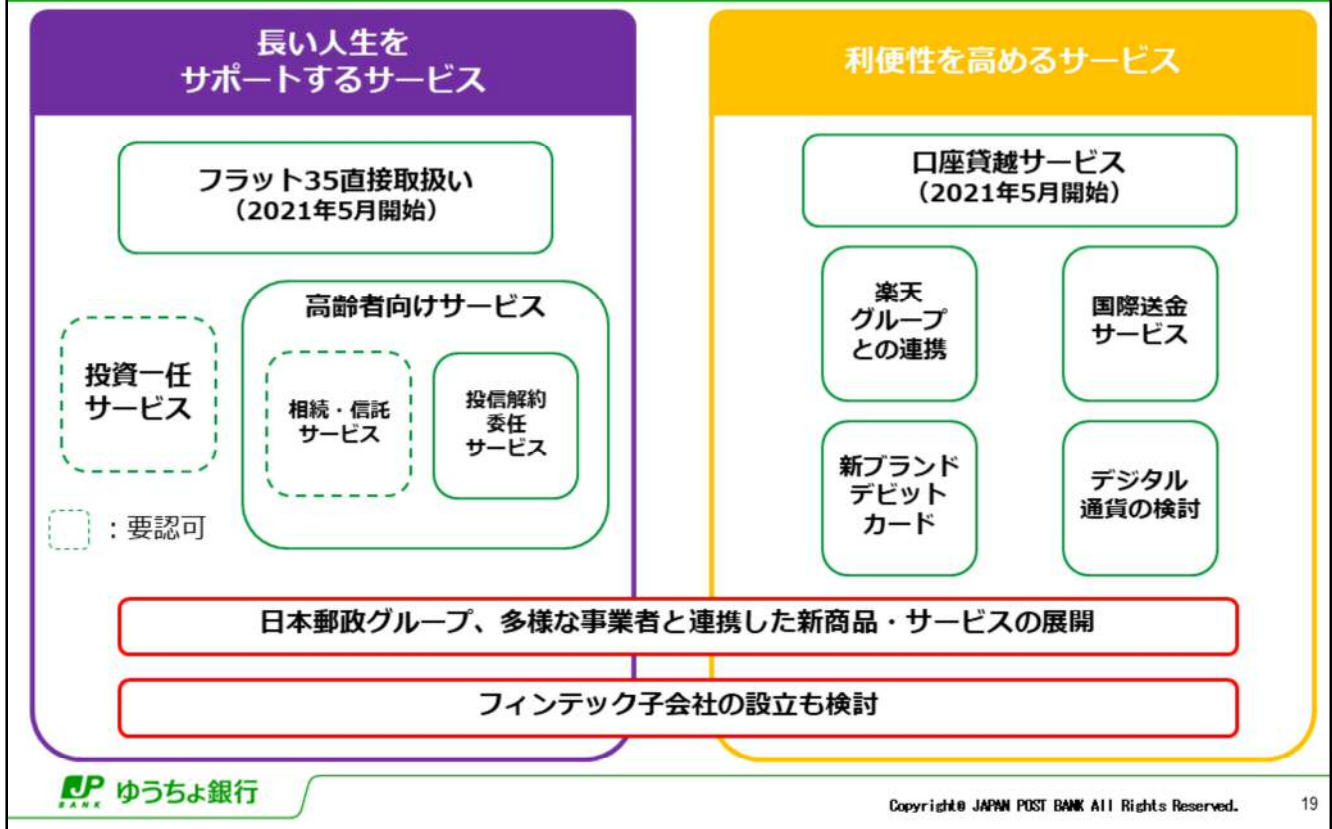 長い人生を
サポートするサービス
フラット35直接取扱い
（2021年5月開始）
投資一任
サービス
高齢者向けサービス
相続・信託
サービス
投信解約
委任
サービス
：要認可
利便性を高めるサービス
口座貸越サービス
（2021年5月開始）
楽天
グループ
との連携
国際送金
サービス
新ブランド
デビット
カード
デジタル
通貨の検討
日本郵政グループ、多様な事業者と連携した新商品・サービスの展開
フィンテック子会社の設立も検討
JP
BANK
ゆうちょ銀行
Copyright© JAPAN POST BANK All Rights Reserved.
19